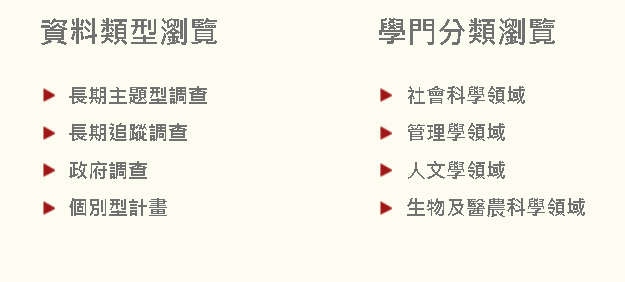 資料類型瀏覽
長期主題型調查
長期追蹤調查
政府調查
個別型計畫
學門分類瀏覽
社會科學領域
管理學領域
人文學領域
生物及醫農科學領域